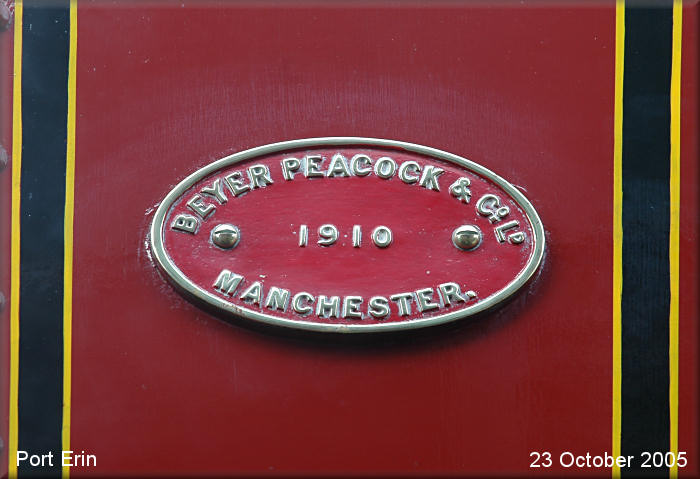 BEYER PEACOCK & Co LD
1910
MANCHESTER.
Port Erin
23 October 2005